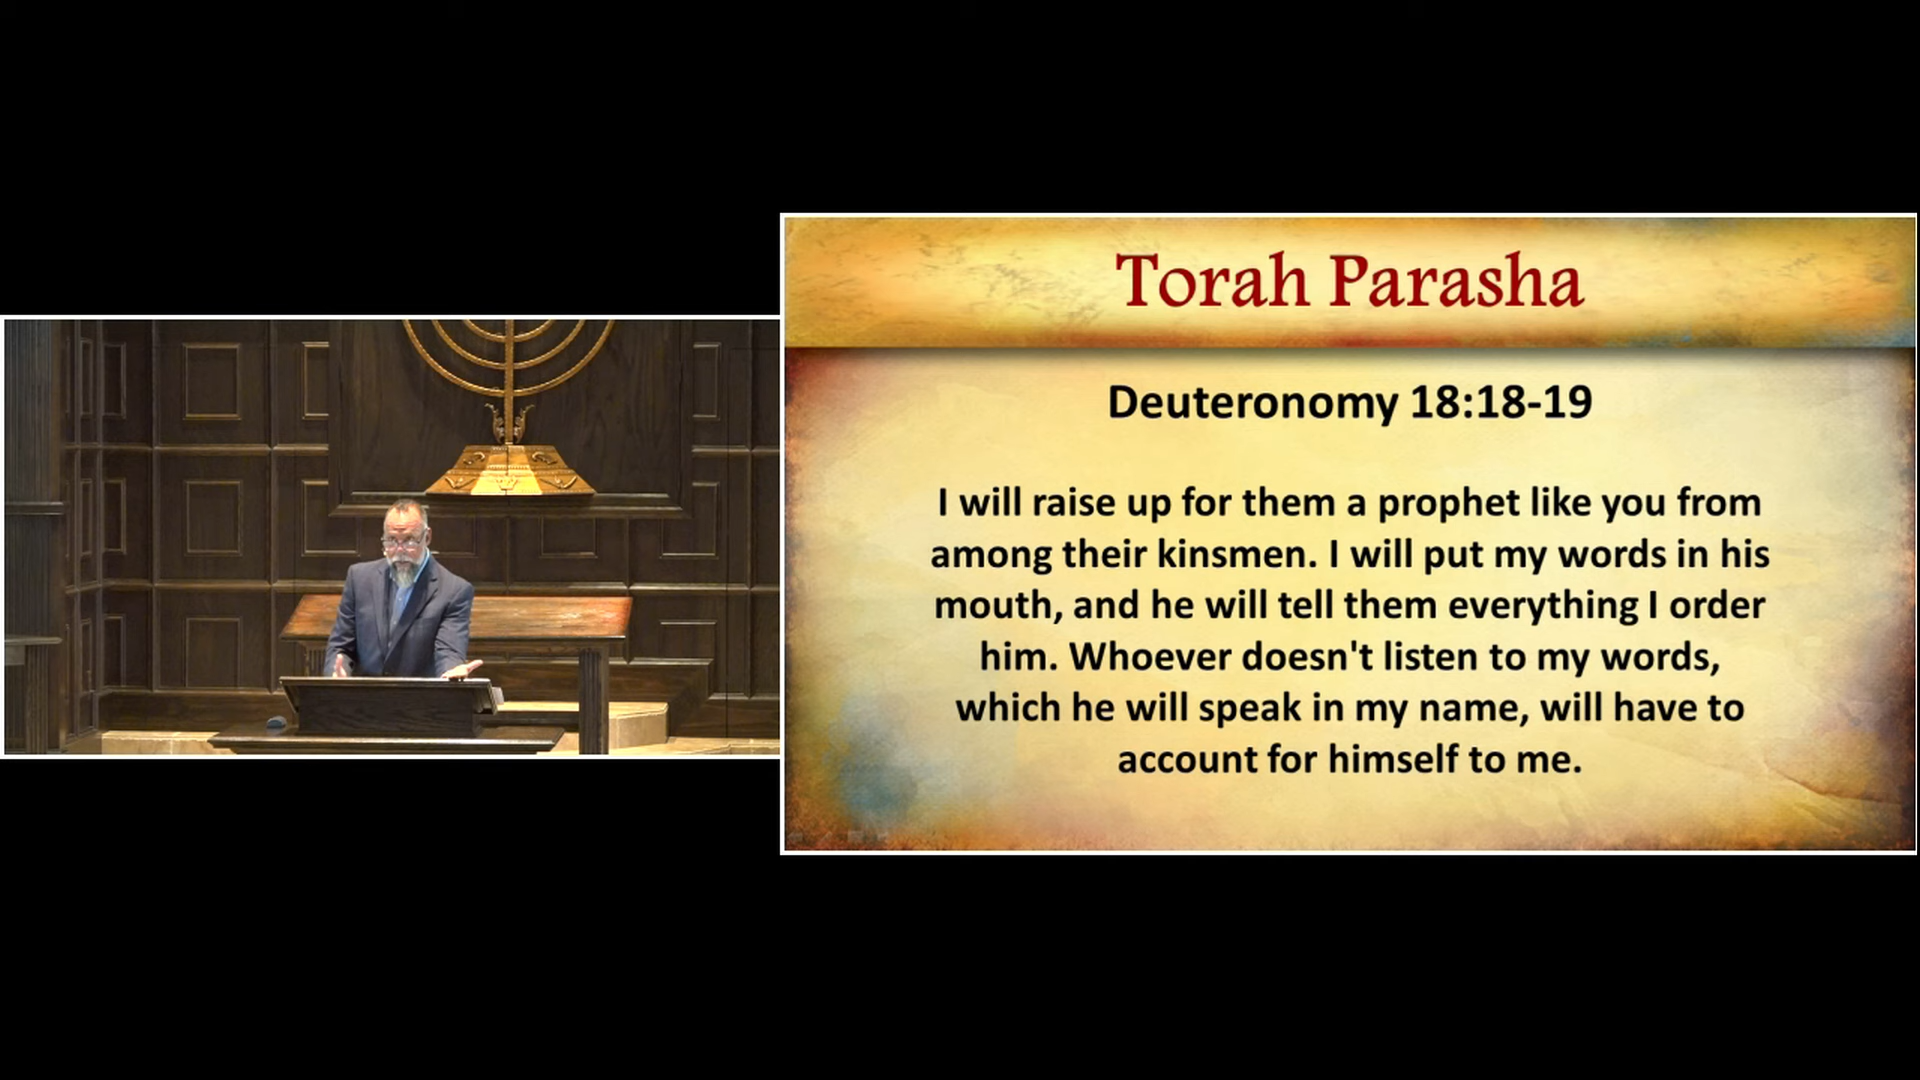 Torah Parasha
Deuteronomy 18:18-19
I will raise up for them a prophet like you from
among their kinsmen. I will put my words in his
mouth, and he will tell them everything I order
him. Whoever doesn't listen to my words,
which he will speak in my name, will have to
account for himself to me.